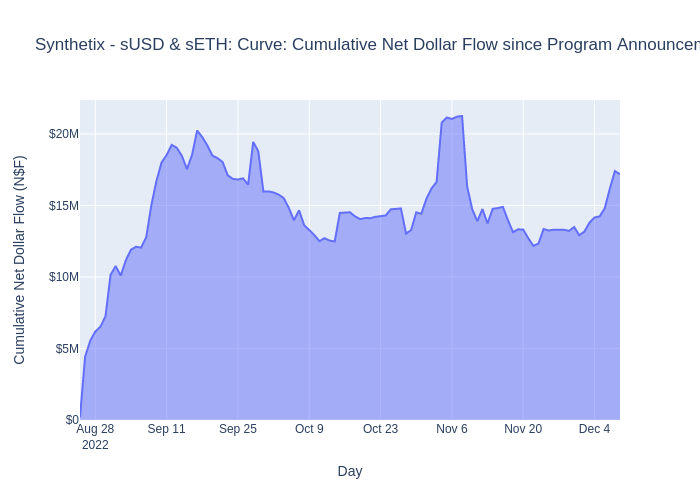 Synthetix - sUSD & sETH: Curve: Cumulative Net Dollar Flow since Program Announcem
Cumulative Net Dollar Flow (N$F)
$20M
$15M
$10M
$5M
$0
Aug 28
2022
Sep 11
Sep 25
Oct 9
Oct 23
Nov 6
Nov 20
Dec 4
Day